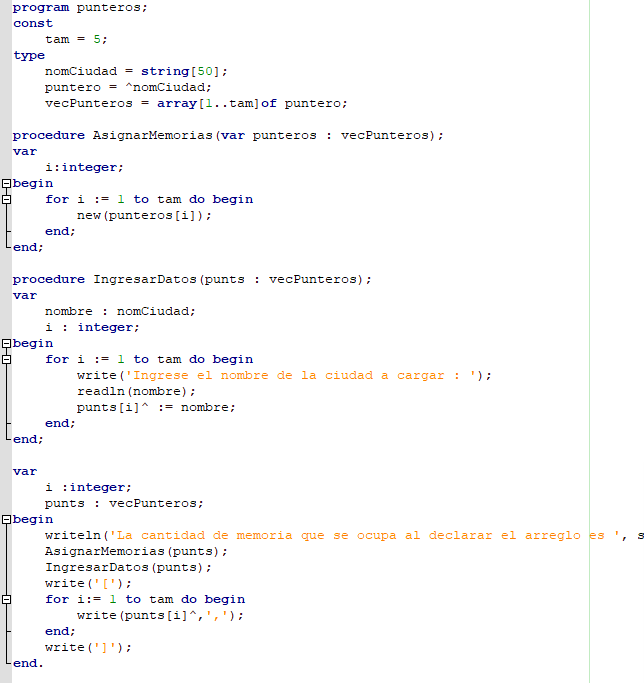 program punteros;
const
    tam = 5;
type
    nomCiudad = string[50];
    puntero = ^nomCiudad;
    vecPunteros = array[1..tam]of puntero;

procedure AsignarMemorias(var punteros : vecPunteros);
var
    i:integer;
begin
    for i := 1 to tam do begin
        new(punteros[i]);
    end;
end;

procedure IngresarDatos(punts : vecPunteros);
var
    nombre : nomCiudad;
    i : integer;
begin
    for i := 1 to tam do begin
        write('Ingrese el nombre de la ciudad a cargar : ');
        readln(nombre);
        punts[i]^ := nombre;
    end;
end;

var
    i :integer;
    punts : vecPunteros;
begin
    writeln('La cantidad de memoria que se ocupa al declarar el arreglo es ', s
    AsignarMemorias(punts);
    IngresarDatos(punts);
    write('[');
    for i:= 1 to tam do begin
        write(punts[i]^,',');
    end;
    write(']');
end.